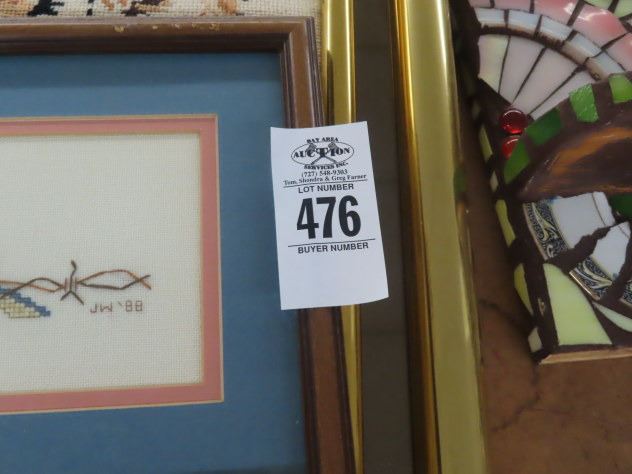 BAY AREA
AUCTION
SERVICES INC.
(727) 548-9303
Tom, Shondra & Greg Farner
LOT NUMBER
476
BUYER NUMBER
JW '88